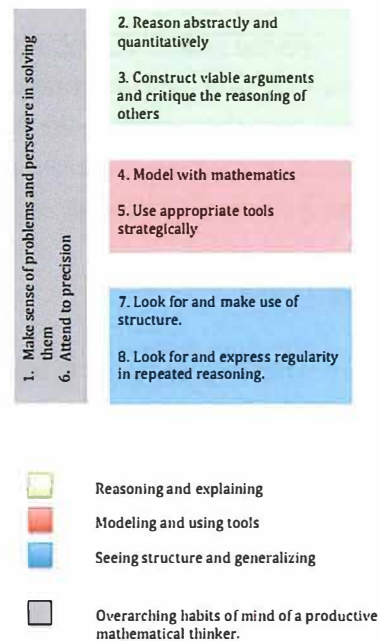 1. Make sense of problems and persevere in solving
them
6. Attend to precision
2. Reason abstractly and
quantitatively
3. Construct viable arguments
and critique the reasoning of
others
4. Model with mathematics
5. Use appropriate tools
strategically
7. Look for and make use of
structure.
8. Look for and express regularity
in repeated reasoning.
Reasoning and explaining
Modeling and using tools
Seeing structure and generalizing
Overarching habits of mind of a productive
mathematical thinker.